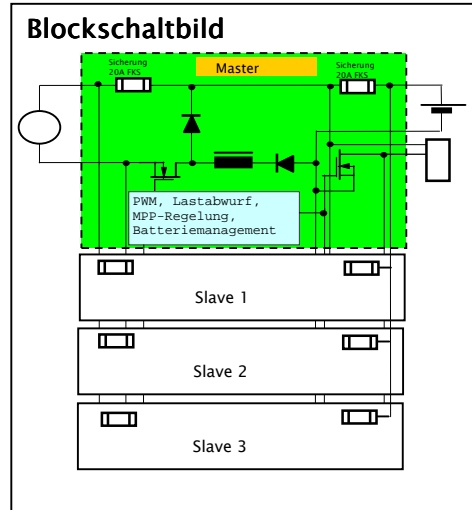 Blockschaltbild
Sicherung
20A FKS
Master
Sicherung
20A FKS
PWM, Lastabwurf,
MPP-Regelung,
Batteriemanagement
Slave 1
Slave 2
Slave 3